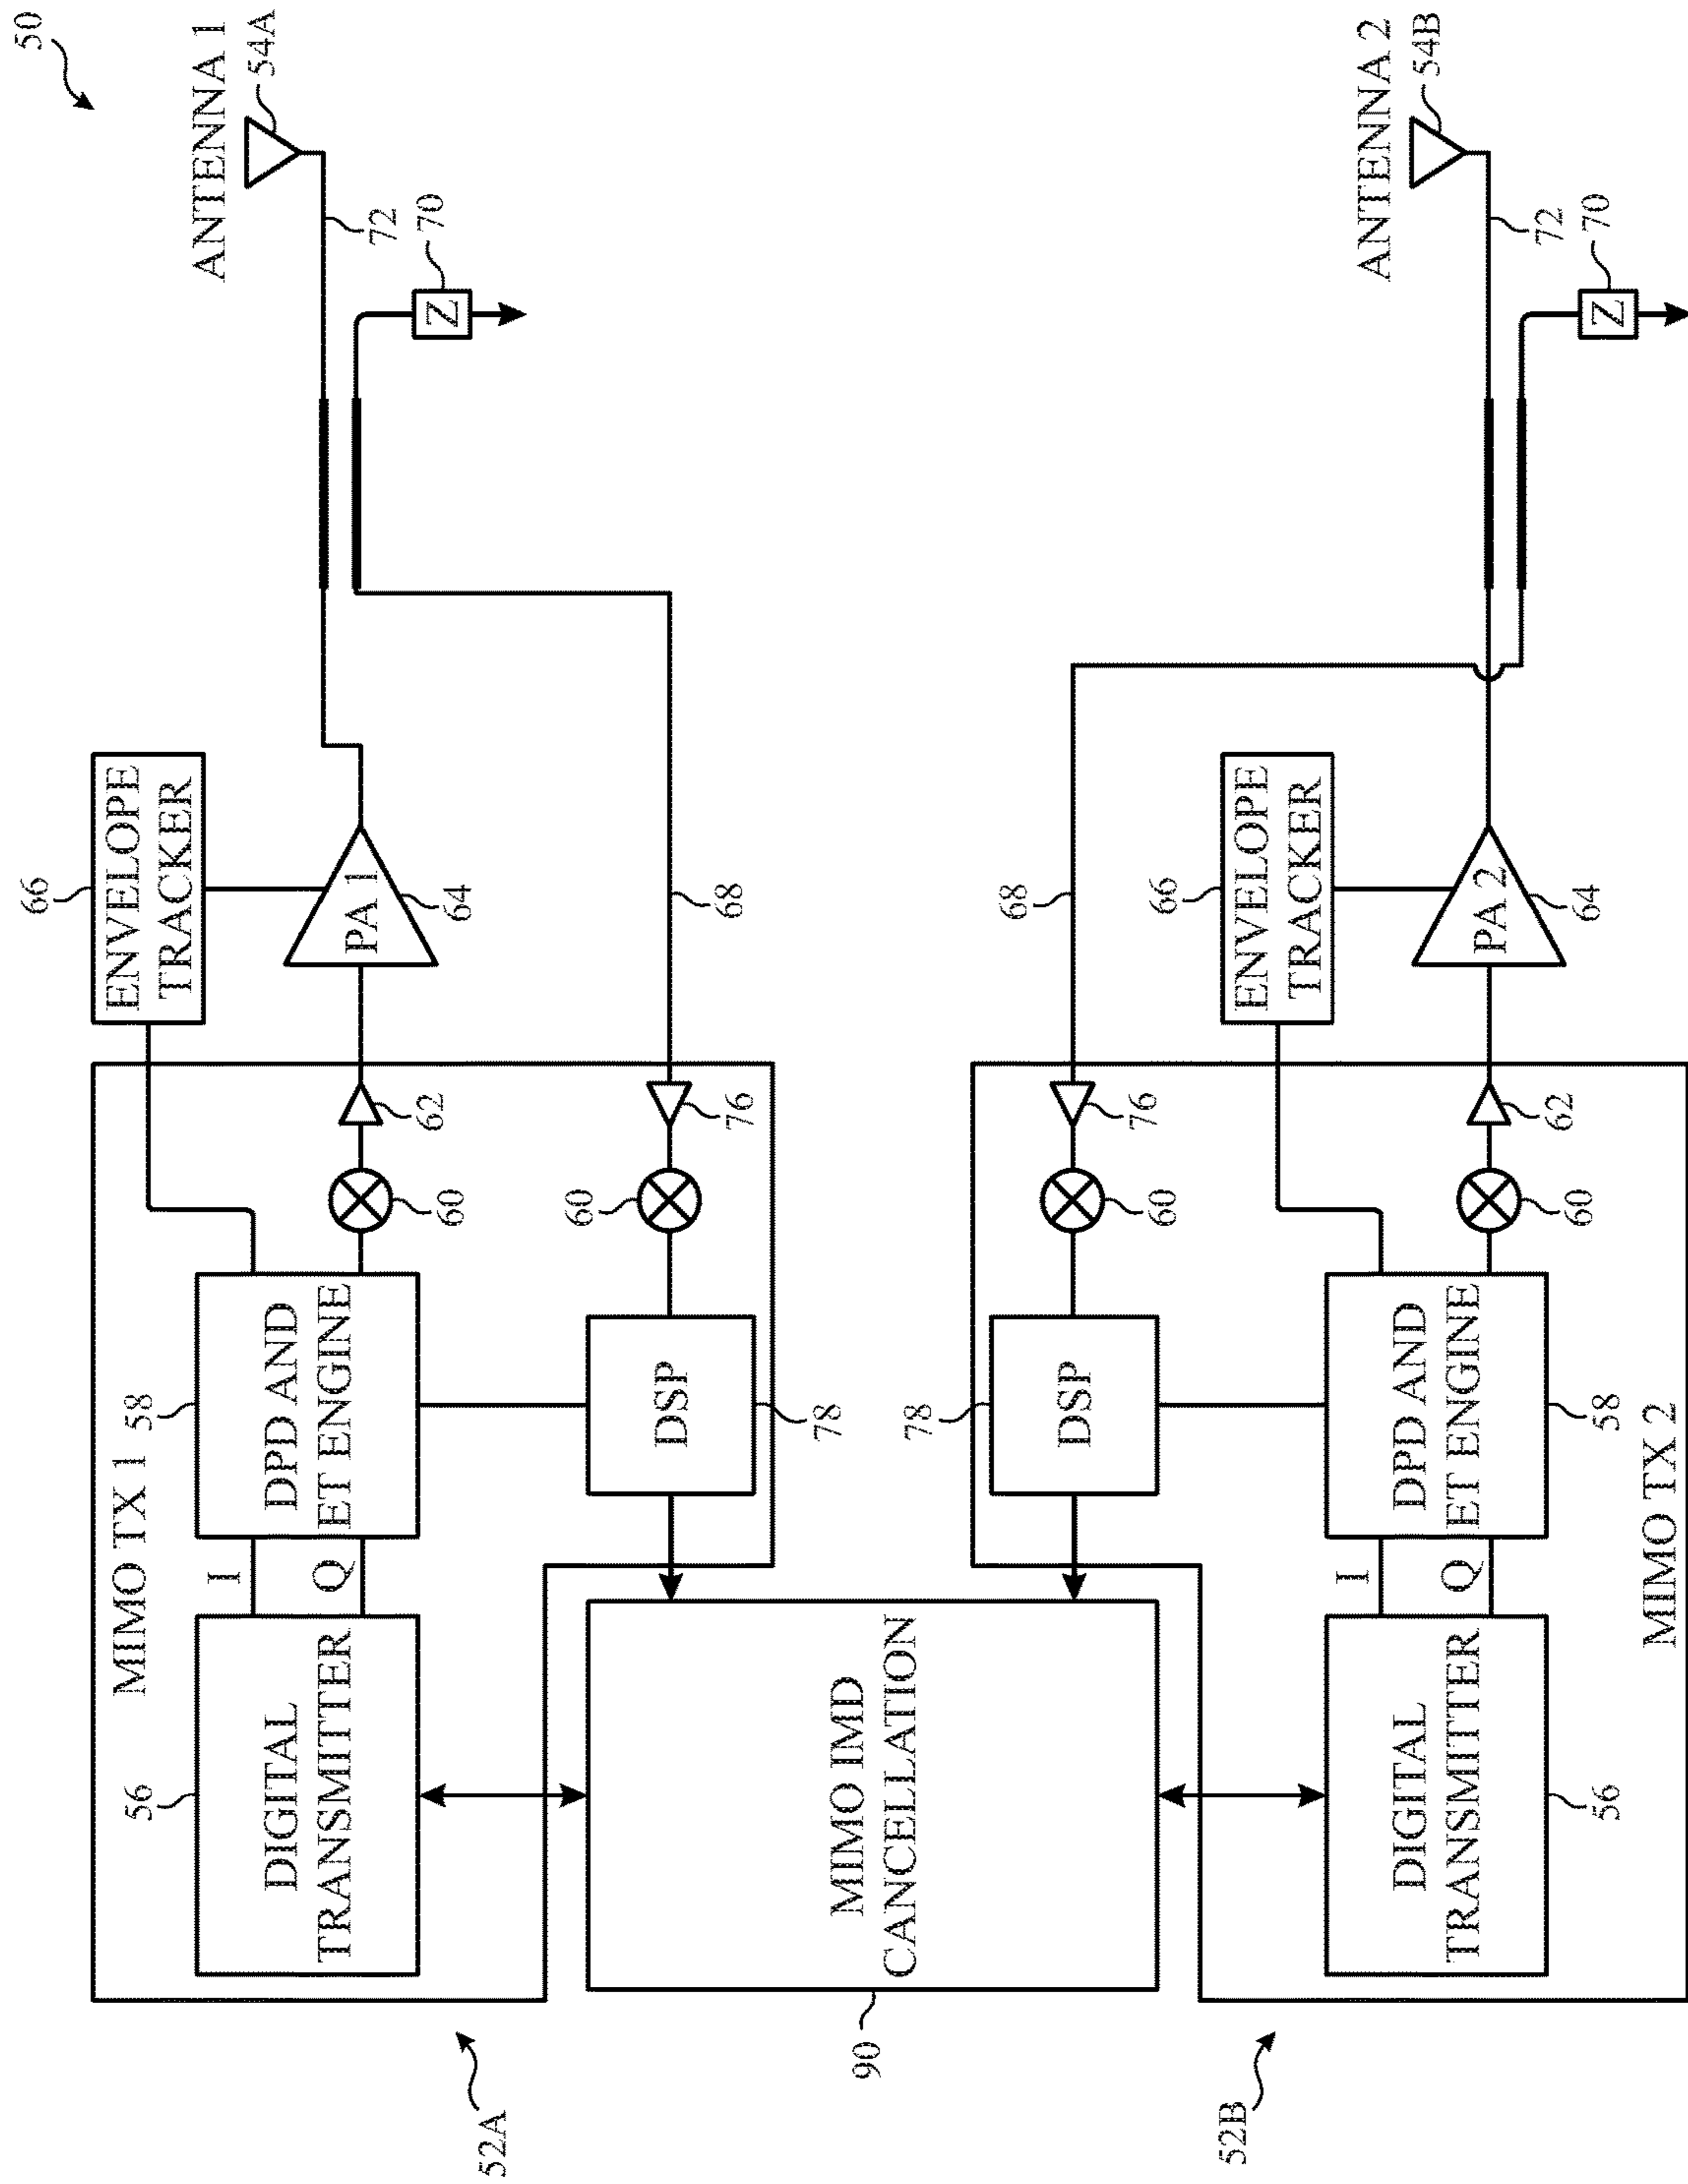 50
ANTENNA 1
54A
72
70
Z
66
ENVELOPE
TRACKER
PA 1
64
68
MIMO TX 1
58
DPD AND
ET ENGINE
I
Q
56
DIGITAL
TRANSMITTER
60
62
60
76
DSP
78
52A
MIMO IMD
CANCELLATION
90
ANTENNA 2
54B
72
70
Z
68
66
ENVELOPE
TRACKER
PA 2
64
78
DSP
60
76
DPD AND
ET ENGINE
58
60
62
I
Q
DIGITAL
TRANSMITTER
56
MIMO TX 2
52B